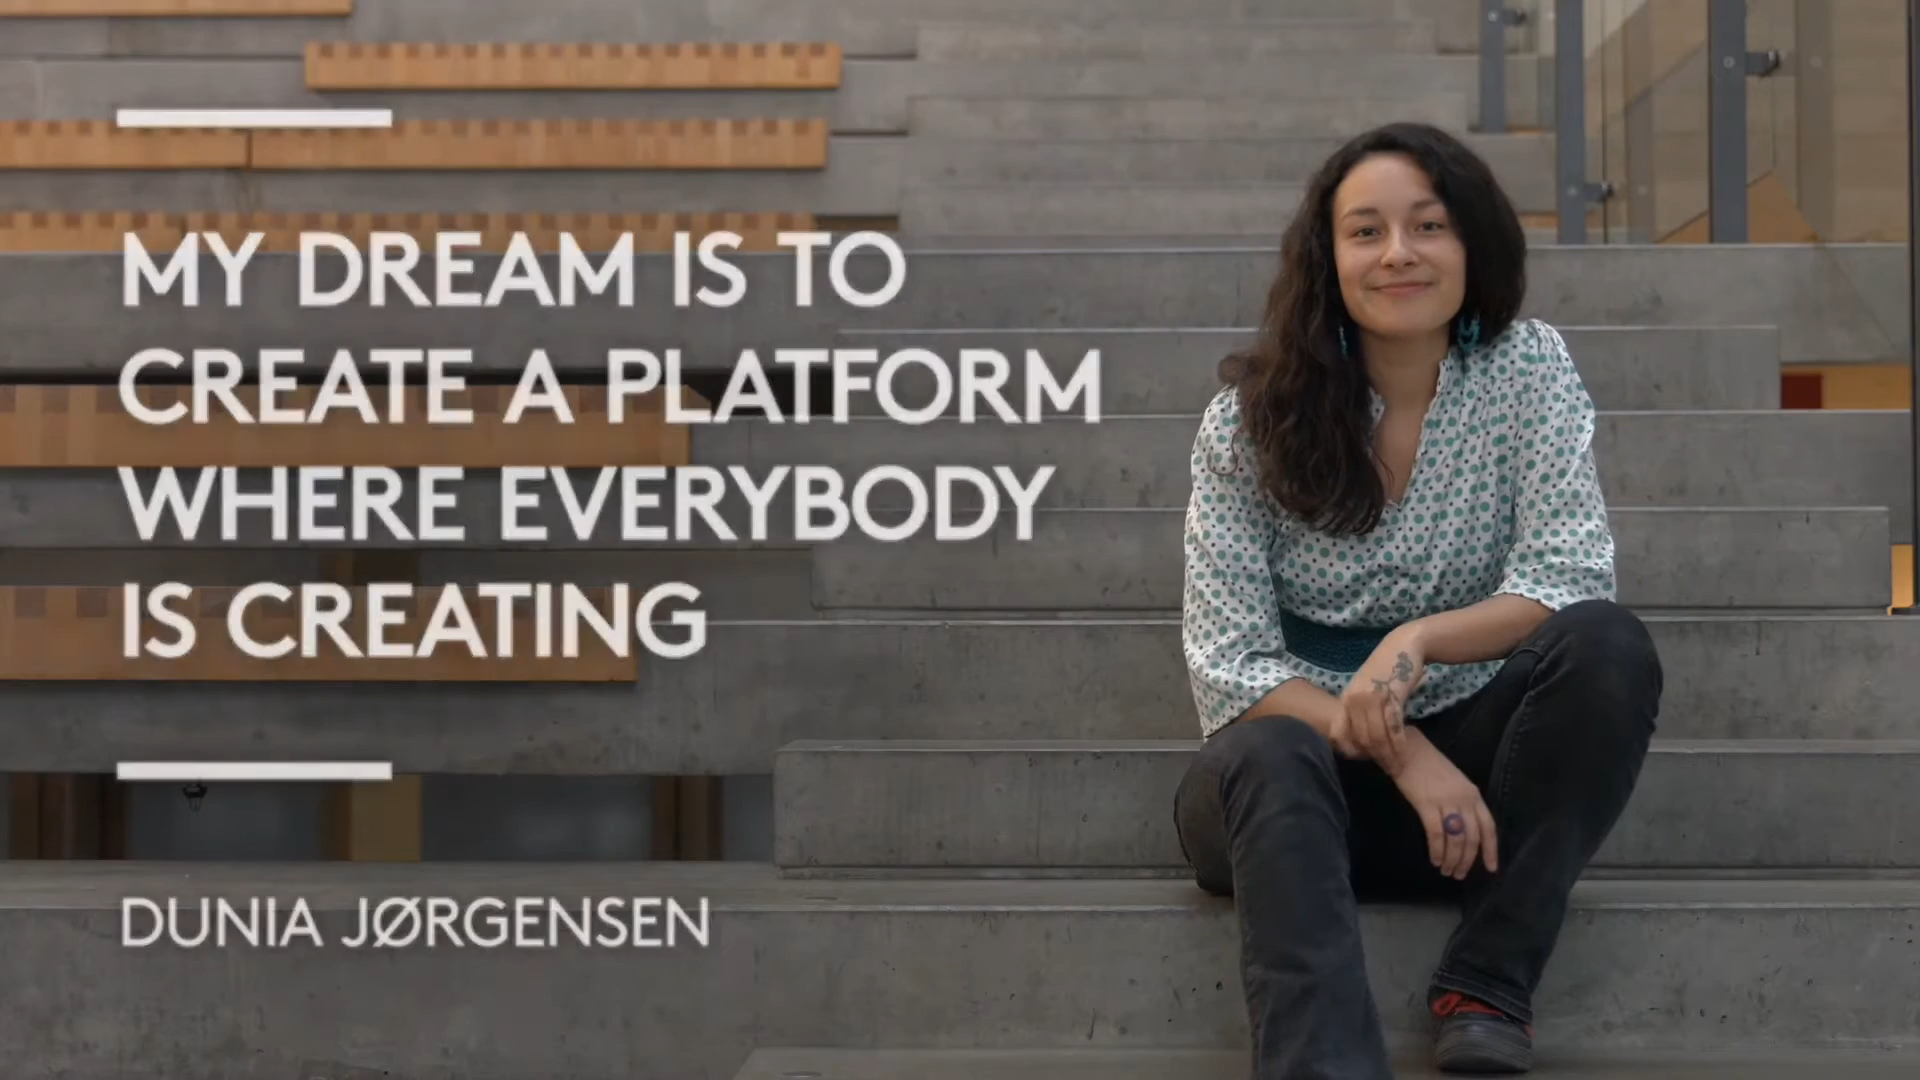 MY DREAM IS TO
CREATE A PLATFORM
WHERE EVERYBODY
IS CREATING
DUNIA JØRGENSEN